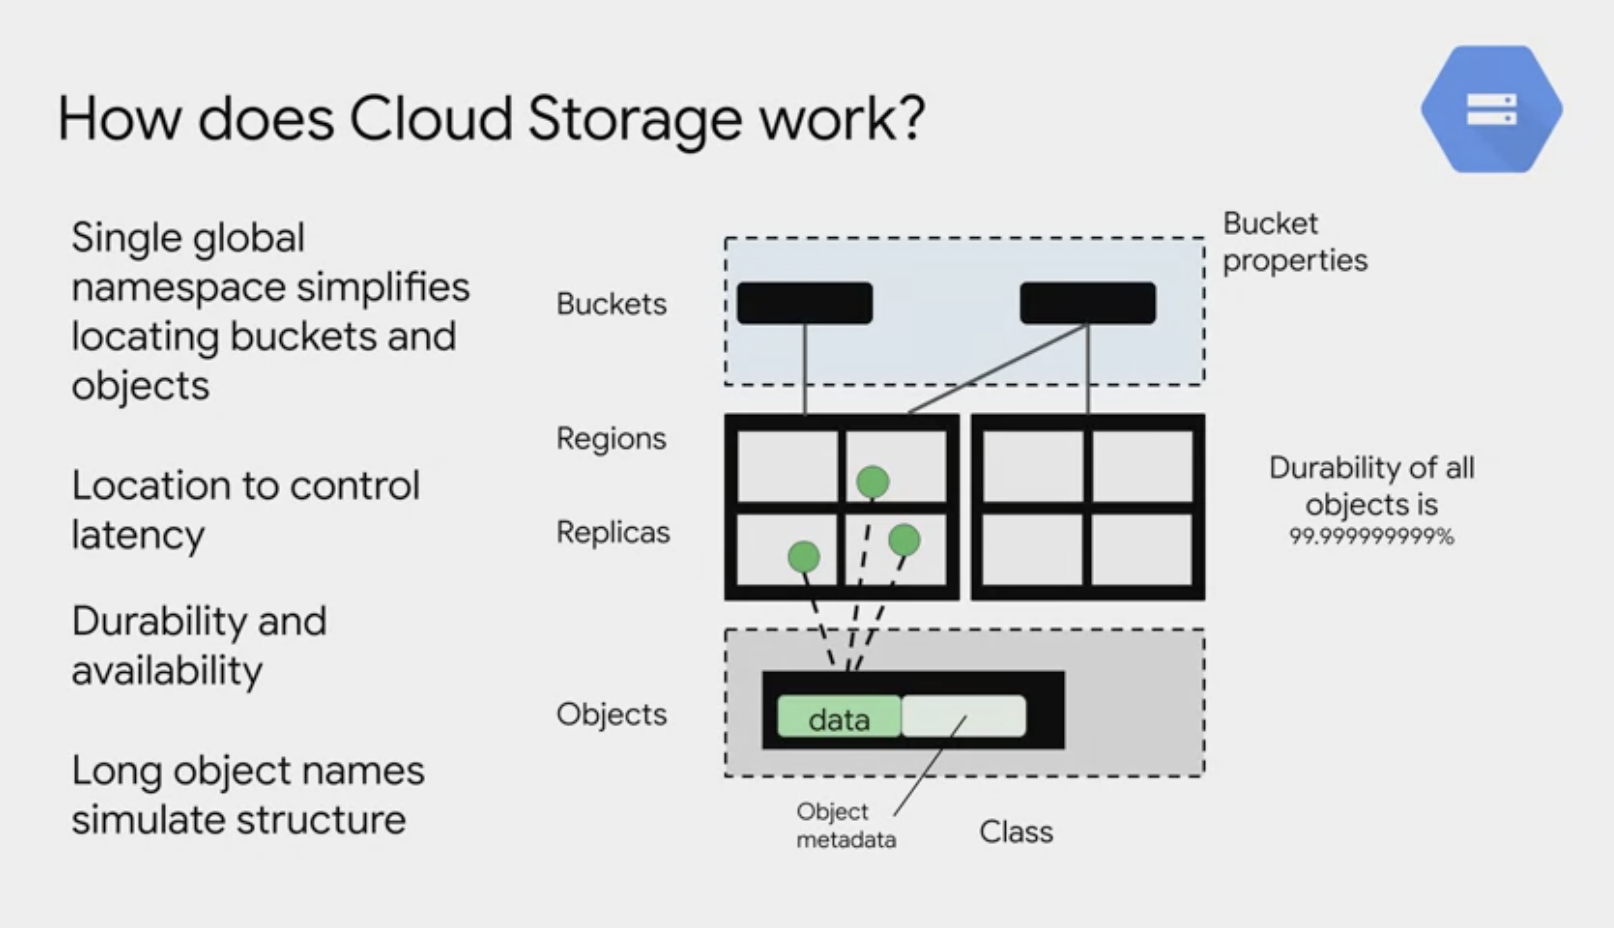 How does Cloud Storage work?
Single global
namespace simplifies
locating buckets and
objects
Location to control
latency
Durability and
availability
Long object names
simulate structure
Bucket
properties
Buckets
Regions
Replicas
Durability of all
objects is
99.999999999%
Objects
data
Object
metadata
Class